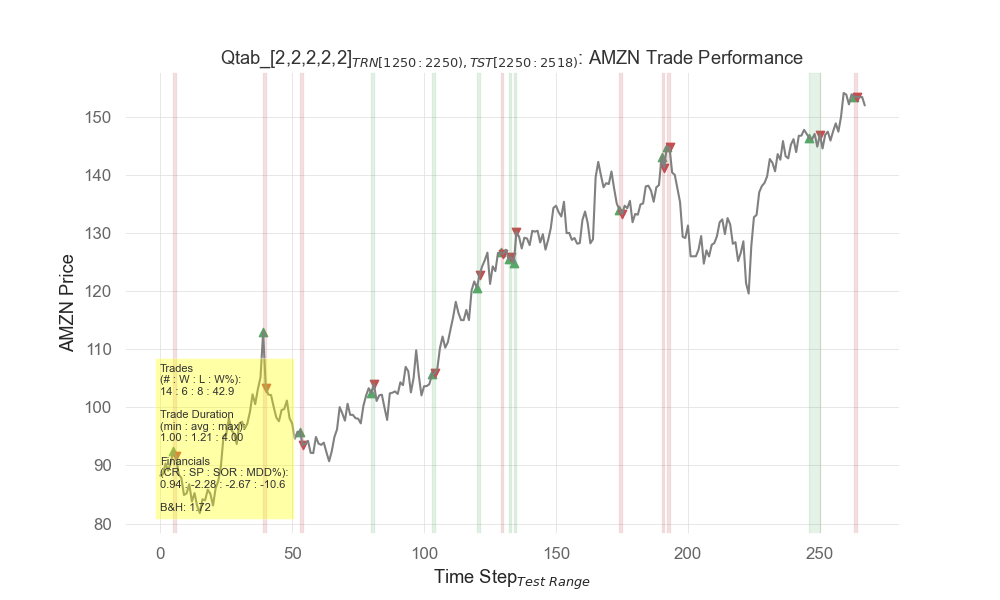 Qtab_[2,2,2,2,2]TRN[1250:2250),TST[2250:2518): AMZN Trade Performance
AMZN Price
150
140
130
120
110
100
90
80
Trades
(# : W : L : W%):
14 : 6 : 8 : 42.9
Trade Duration
(min : avg : max):
1.00 : 1.21 : 4.00
Financials
(CR : SP : SOR : MDD%):
0.94 : -2.28 : -2.67 : -10.6
B&H: 1.72
0 50 100 150 200 250
Time StepTest Range